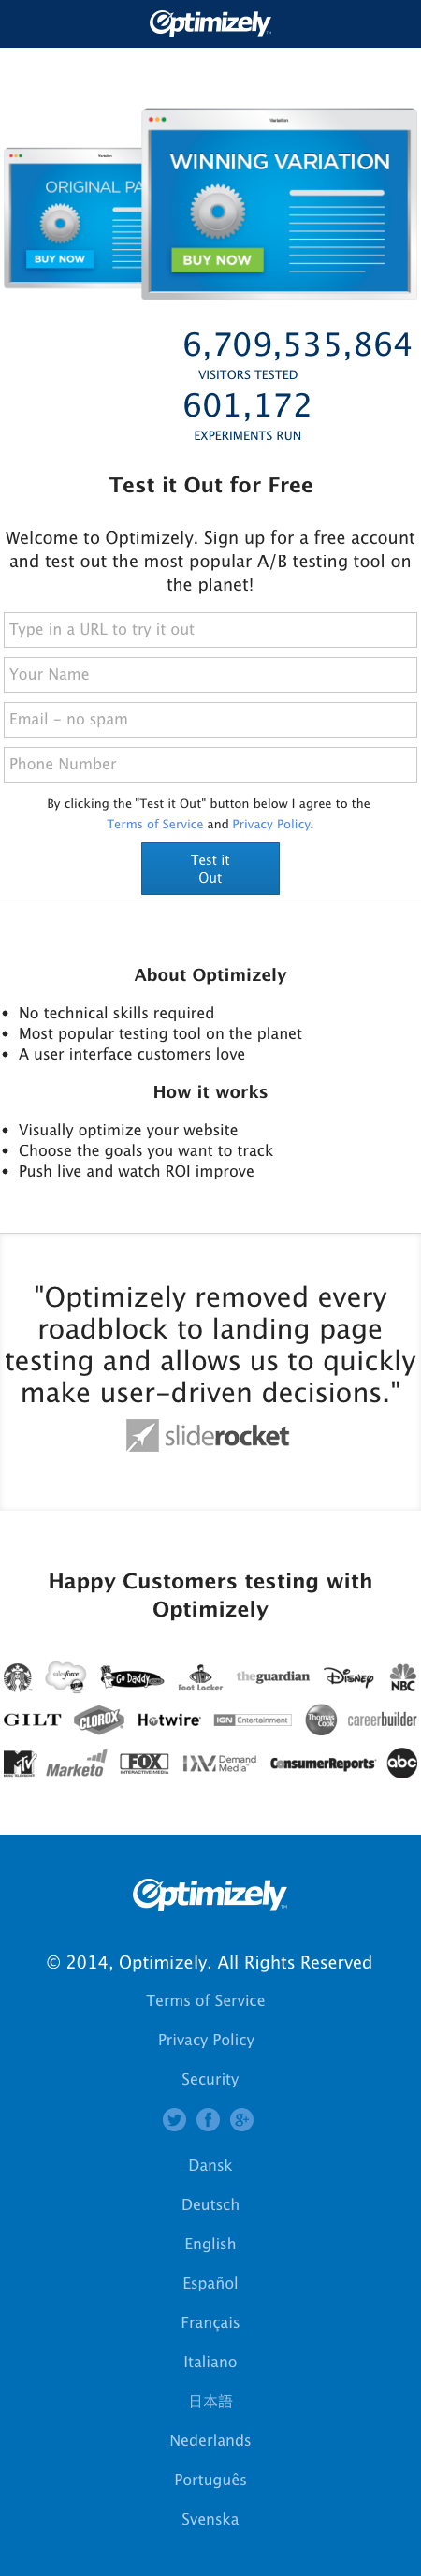 Optimizely
Variation
Variation
ORIGINAL PA
WINNING VARIATION
BUY NOW
BUY NOW
6,709,535,864
VISITORS TESTED
601,172
EXPERIMENTS RUN
Test it Out for Free
Welcome to Optimizely. Sign up for a free account
and test out the most popular A/B testing tool on
the planet!
Type in a URL to try it out
Your Name
Email - no spam
Phone Number
By clicking the "Test it Out" button below I agree to the
Terms of Service and Privacy Policy.
Test it
Out
About Optimizely
• No technical skills required
• Most popular testing tool on the planet
• A user interface customers love
How it works
• Visually optimize your website
• Choose the goals you want to track
• Push live and watch ROI improve
"Optimizely removed every
roadblock to landing page
testing and allows us to quickly
make user-driven decisions."
sliderocket
Happy Customers testing with
Optimizely
salesforce Go Daddy Foot Locker theguardian Disney NBC
GILT CLOROX Hotwire IGN Entertainment Thomas Cook careerbuilder
MTV MUSIC TELEVISION Marketo FOX INTERACTIVE MEDIA Demand Media ConsumerReports abc
Optimizely
© 2014, Optimizely. All Rights Reserved
Terms of Service
Privacy Policy
Security
Dansk
Deutsch
English
Español
Français
Italiano
日本語
Nederlands
Português
Svenska